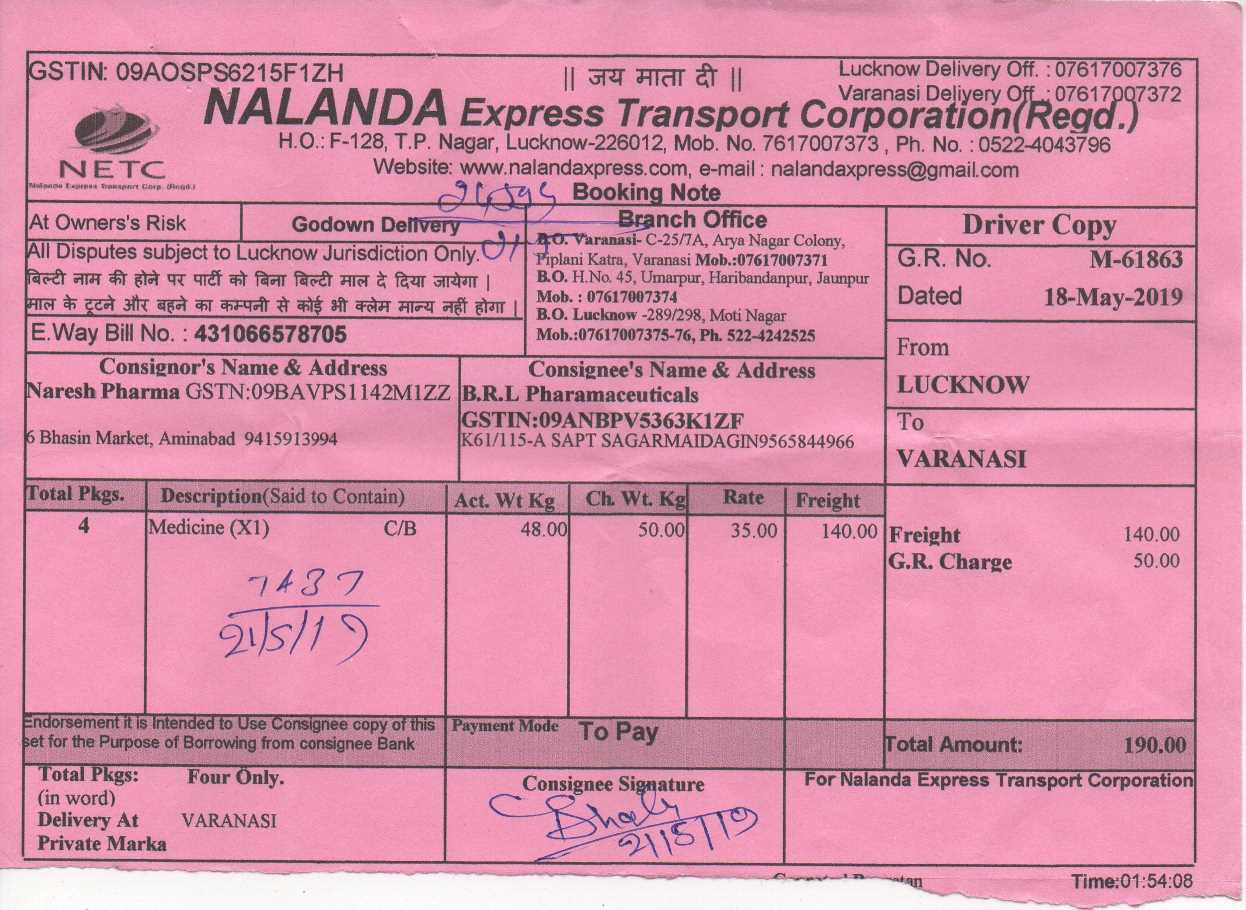 GSTIN: 09AOSPS6215F1ZH
|| जय माता दी ||
Lucknow Delivery Off. : 07617007376
Varanasi Deliyery Off. : 07617007372
NALANDA Express Transport Corporation(Regd.)
H.O.: F-128, T.P. Nagar, Lucknow-226012, Mob. No. 7617007373 , Ph. No. : 0522-4043796
Website: www.nalandaxpress.com, e-mail : nalandaxpress@gmail.com
NETC
Nalanda Express Transport Corp. (Regd.)
Booking Note
At Owners's Risk
Godown Delivery
All Disputes subject to Lucknow Jurisdiction Only.
बिल्टी नाम की होने पर पार्टी को बिना बिल्टी माल दे दिया जायेगा |
माल के टूटने और बहने का कम्पनी से कोई भी क्लेम मान्य नहीं होगा |
E.Way Bill No. : 431066578705
Branch Office
B.O. Varanasi- C-25/7A, Arya Nagar Colony,
Piplani Katra, Varanasi Mob.:07617007371
B.O. H.No. 45, Umarpur, Haribandanpur, Jaunpur
Mob. : 07617007374
B.O. Lucknow -289/298, Moti Nagar
Mob.:07617007375-76, Ph. 522-4242525
Driver Copy
G.R. No. M-61863
Dated 18-May-2019
From
LUCKNOW
To
VARANASI
Consignor's Name & Address
Naresh Pharma GSTN:09BAVPS1142M1ZZ
6 Bhasin Market, Aminabad 9415913994
Consignee's Name & Address
B.R.L Pharamaceuticals
GSTIN:09ANBPV5363K1ZF
K61/115-A SAPT SAGARMAIDAGIN9565844966
Total Pkgs. Description(Said to Contain) Act. Wt Kg Ch. Wt. Kg Rate Freight
4 Medicine (X1) C/B 48.00 50.00 35.00 140.00
Freight 140.00
G.R. Charge 50.00
21/5/19
Endorsement it is Intended to Use Consignee copy of this
set for the Purpose of Borrowing from consignee Bank
Payment Mode To Pay
Total Amount: 190.00
Total Pkgs: Four Only.
(in word)
Delivery At VARANASI
Private Marka
Consignee Signature
21/5/19
For Nalanda Express Transport Corporation
Time:01:54:08